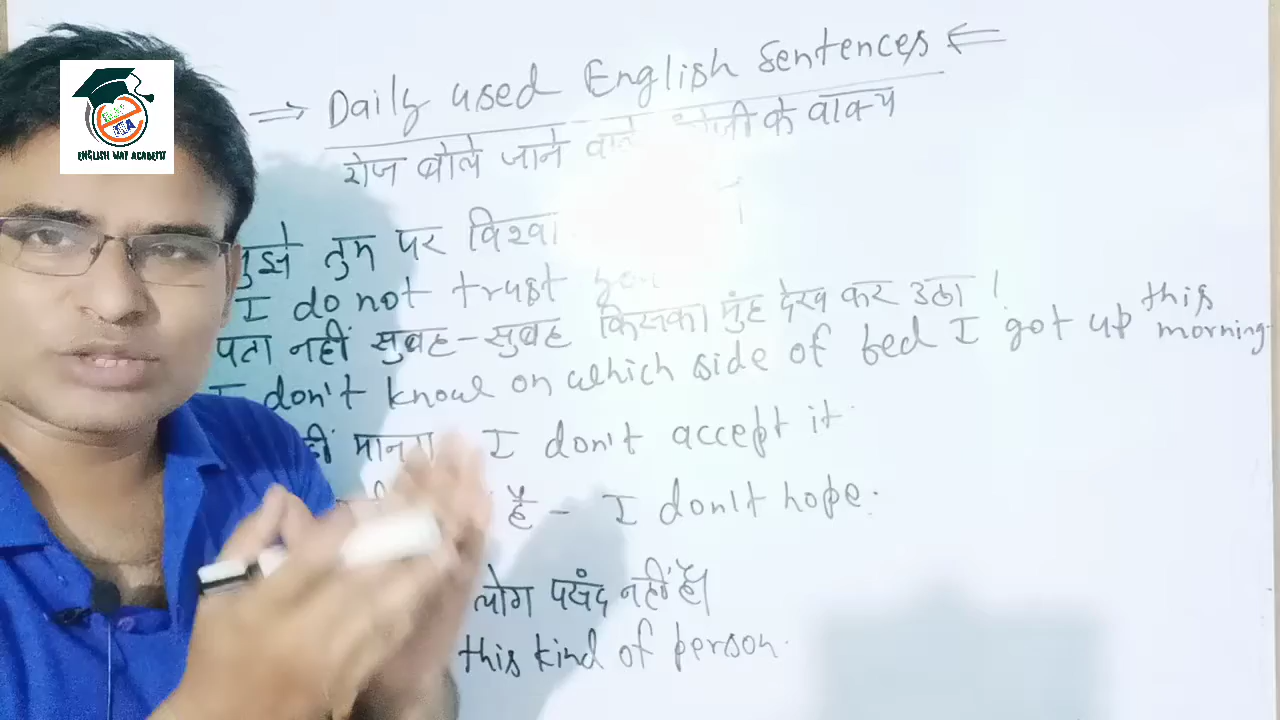 ENGLISH WAY ACADEMY
⇒ Daily used English Sentences ⇐
रोज बोले जाने वाले के वाक्य
तुम पर
I do not trust
पता नहीं सुबह-सुबह किसका मुंह देख कर उठा !
I don't know on which side of bed I got up this morning.
I don't accept it.
है - I don't hope.
लोग पसंद नहीं हैं।
this kind of person.